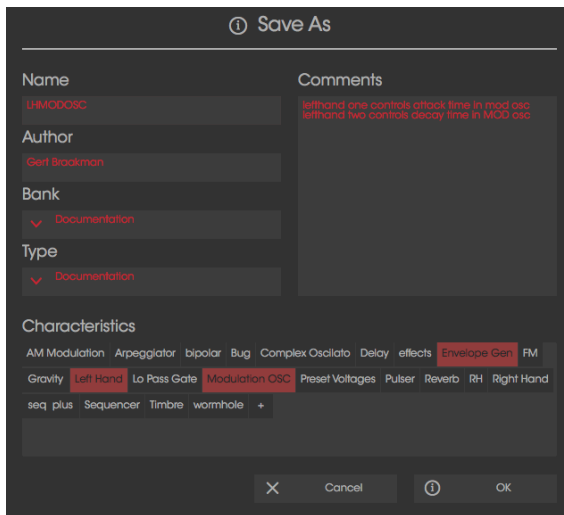 Save As
Name
LHMODOSC
Author
Gert Braakman
Bank
Documentation
Type
Documentation
Comments
lefthand one controls attack time in mod osc
lefthand two controls decay time in MOD osc
Characteristics
AM Modulation Arpeggiator bipolar Bug Complex Oscilato Delay effects Envelope Gen FM
Gravity Left Hand Lo Pass Gate Modulation OSC Preset Voltages Pulser Reverb RH Right Hand
seq plus Sequencer Timbre wormhole +
Cancel OK